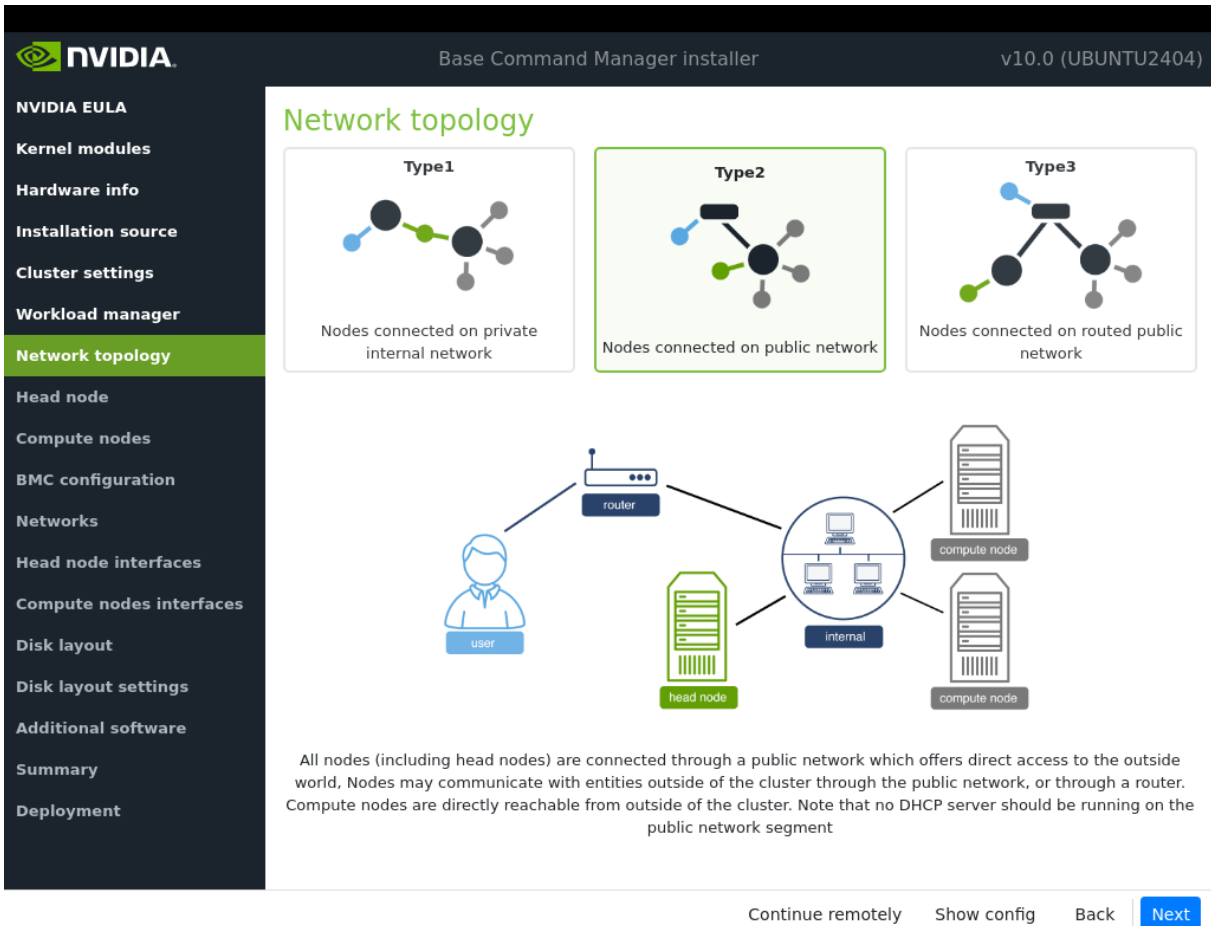 NVIDIA.
Base Command Manager installer
v10.0 (UBUNTU2404)
NVIDIA EULA
Kernel modules
Hardware info
Installation source
Cluster settings
Workload manager
Network topology
Head node
Compute nodes
BMC configuration
Networks
Head node interfaces
Compute nodes interfaces
Disk layout
Disk layout settings
Additional software
Summary
Deployment
Network topology
Type1
Nodes connected on private
internal network
Type2
Nodes connected on public network
Type3
Nodes connected on routed public
network
router
compute node
user
internal
head node
compute node
All nodes (including head nodes) are connected through a public network which offers direct access to the outside
world, Nodes may communicate with entities outside of the cluster through the public network, or through a router.
Compute nodes are directly reachable from outside of the cluster. Note that no DHCP server should be running on the
public network segment
Continue remotely
Show config
Back
Next